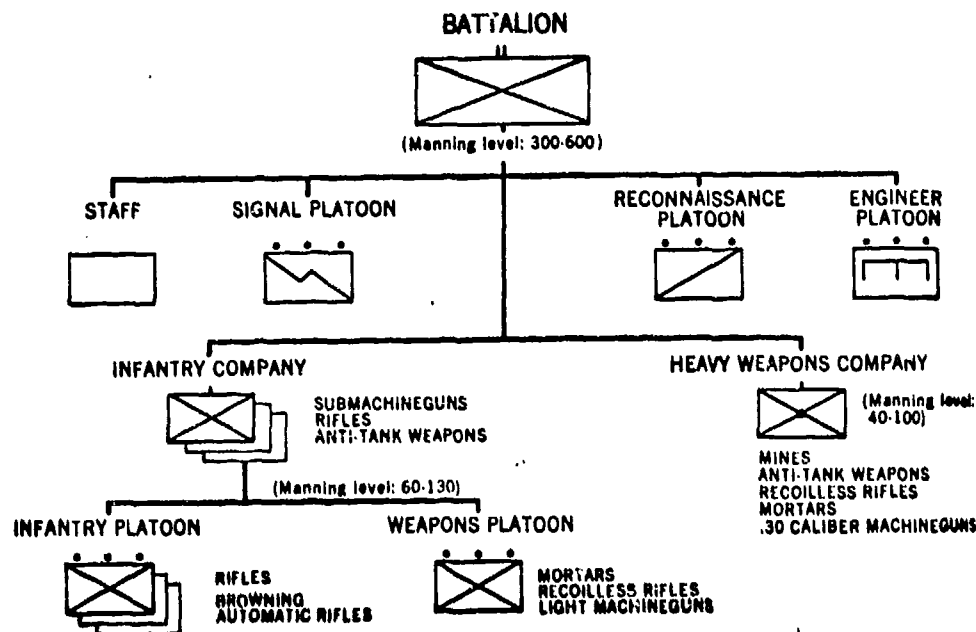 BATTALION
(Manning level: 300-600)
STAFF
SIGNAL PLATOON
RECONNAISSANCE
PLATOON
ENGINEER
PLATOON
INFANTRY COMPANY
SUBMACHINEGUNS
RIFLES
ANTI-TANK WEAPONS
(Manning level: 60-130)
HEAVY WEAPONS COMPANY
(Manning level:
40-100)
MINES
ANTI-TANK WEAPONS
RECOILLESS RIFLES
MORTARS
.30 CALIBER MACHINEGUNS
INFANTRY PLATOON
RIFLES
BROWNING
AUTOMATIC RIFLES
WEAPONS PLATOON
MORTARS
RECOILLESS RIFLES
LIGHT MACHINEGUNS